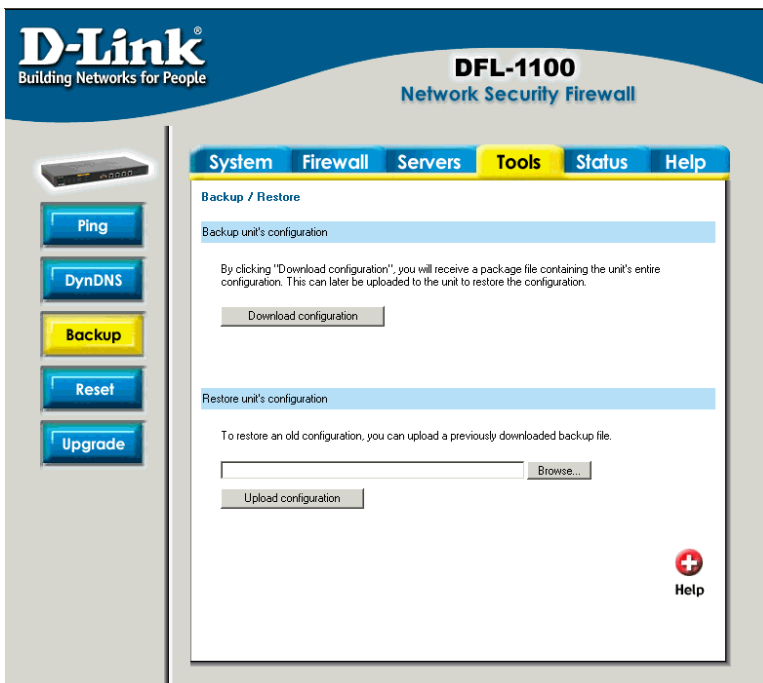 D-Link
Building Networks for People
DFL-1100
Network Security Firewall
System Firewall Servers Tools Status Help
Ping
DynDNS
Backup
Reset
Upgrade
Backup / Restore
Backup unit's configuration
By clicking "Download configuration", you will receive a package file containing the unit's entire
configuration. This can later be uploaded to the unit to restore the configuration.
Download configuration
Restore unit's configuration
To restore an old configuration, you can upload a previously downloaded backup file.
Browse...
Upload configuration
Help